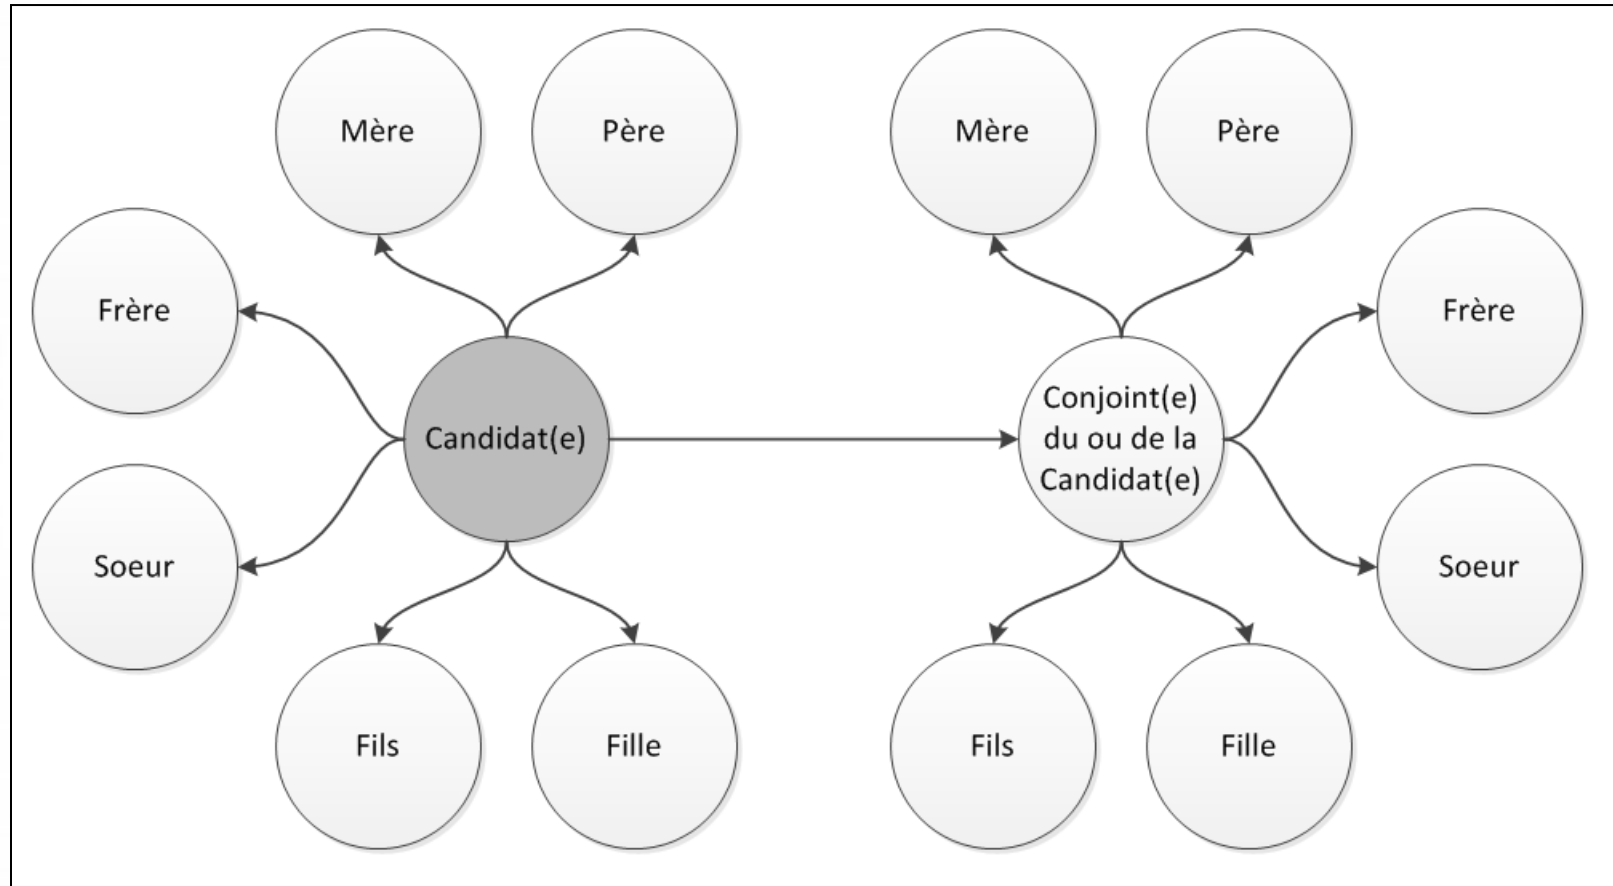 Mère
Père
Mère
Père
Frère
Frère
Candidat(e)
Conjoint(e)
du ou de la
Candidat(e)
Soeur
Soeur
Fils
Fille
Fils
Fille